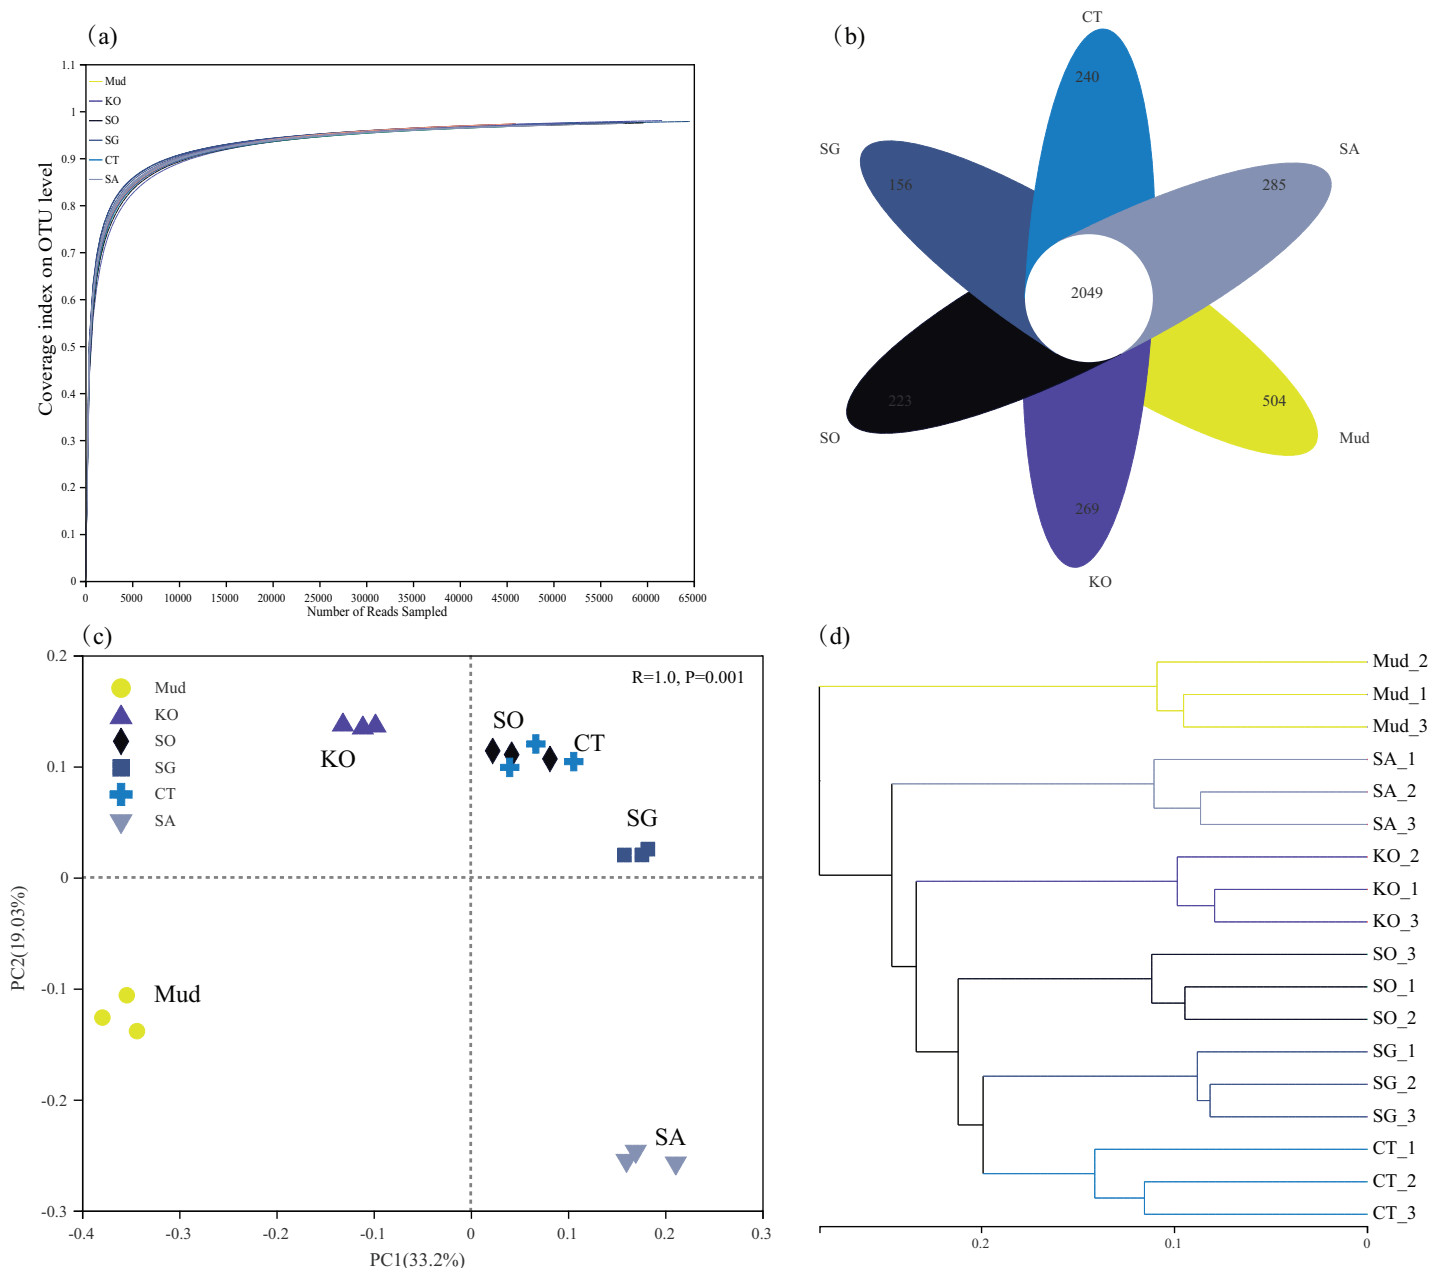 (a)
1.1
1
0.9
0.8
0.7
0.6
0.5
0.4
0.3
0.2
0.1
0
Coverage index on OTU level
Mud
KO
SO
SG
CT
SA
0 5000 10000 15000 20000 25000 30000 35000 40000 45000 50000 55000 60000 65000
Number of Reads Sampled
(b)
CT
240
SG
156
SA
285
2049
SO
223
504
Mud
269
KO
(c)
0.2
0.1
0
-0.1
-0.2
-0.3
PC2(19.03%)
R=1.0, P=0.001
Mud
KO
SO
SG
CT
SA
KO
SO
CT
SG
Mud
SA
-0.4 -0.3 -0.2 -0.1 0 0.1 0.2 0.3
PC1(33.2%)
(d)
Mud_2
Mud_1
Mud_3
SA_1
SA_2
SA_3
KO_2
KO_1
KO_3
SO_3
SO_1
SO_2
SG_1
SG_2
SG_3
CT_1
CT_2
CT_3
0.2 0.1 0